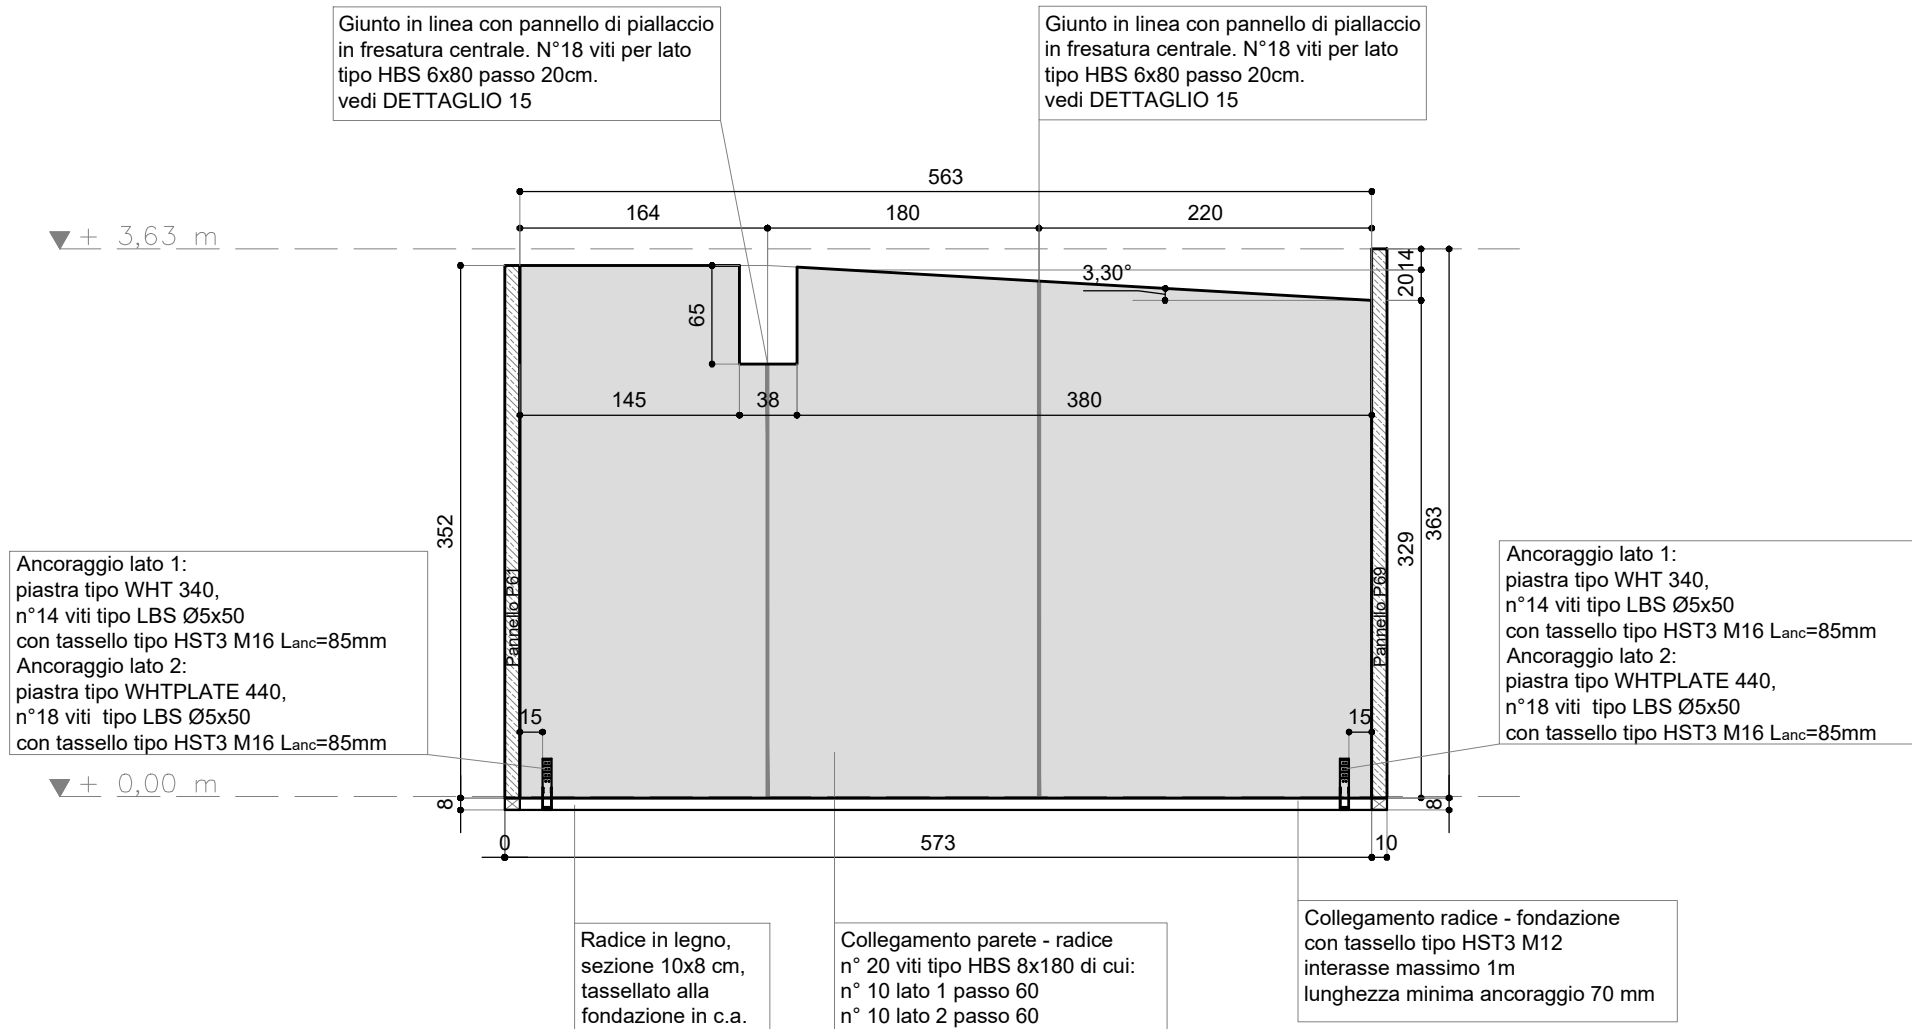 Giunto in linea con pannello di piallaccio
in fresatura centrale. N°18 viti per lato
tipo HBS 6x80 passo 20cm.
vedi DETTAGLIO 15
Giunto in linea con pannello di piallaccio
in fresatura centrale. N°18 viti per lato
tipo HBS 6x80 passo 20cm.
vedi DETTAGLIO 15
563
164
180
220
+ 3,63 m
14
20
3,30°
65
145
38
380
352
329
363
Pannello P61
Pannello P69
Ancoraggio lato 1:
piastra tipo WHT 340,
n°14 viti tipo LBS Ø5x50
con tassello tipo HST3 M16 Lanc=85mm
Ancoraggio lato 2:
piastra tipo WHTPLATE 440,
n°18 viti  tipo LBS Ø5x50
con tassello tipo HST3 M16 Lanc=85mm
Ancoraggio lato 1:
piastra tipo WHT 340,
n°14 viti tipo LBS Ø5x50
con tassello tipo HST3 M16 Lanc=85mm
Ancoraggio lato 2:
piastra tipo WHTPLATE 440,
n°18 viti  tipo LBS Ø5x50
con tassello tipo HST3 M16 Lanc=85mm
15
15
+ 0,00 m
8
8
0
573
10
Radice in legno,
sezione 10x8 cm,
tassellato alla
fondazione in c.a.
Collegamento parete - radice
n° 20 viti tipo HBS 8x180 di cui:
n° 10 lato 1 passo 60
n° 10 lato 2 passo 60
Collegamento radice - fondazione
con tassello tipo HST3 M12
interasse massimo 1m
lunghezza minima ancoraggio 70 mm